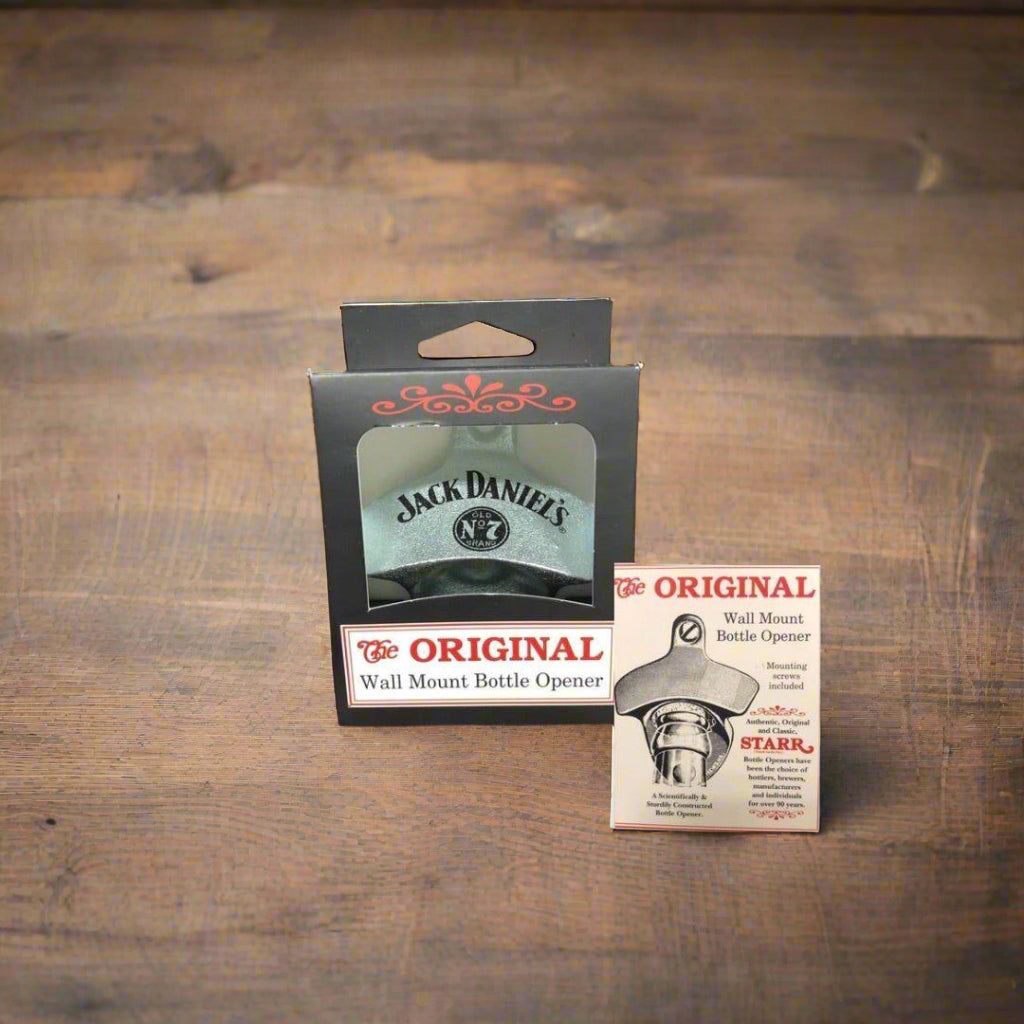 JACK DANIEL'S®
OLD
Nº7
BRAND
The ORIGINAL
Wall Mount Bottle Opener
The ORIGINAL
Wall Mount
Bottle Opener
Mounting
screws
included
Authentic, Original
and Classic,
STARR
Bottle Openers have
been the choice of
bottlers, brewers,
manufacturers
and individuals
for over 90 years.
A Scientifically &
Sturdily Constructed
Bottle Opener.